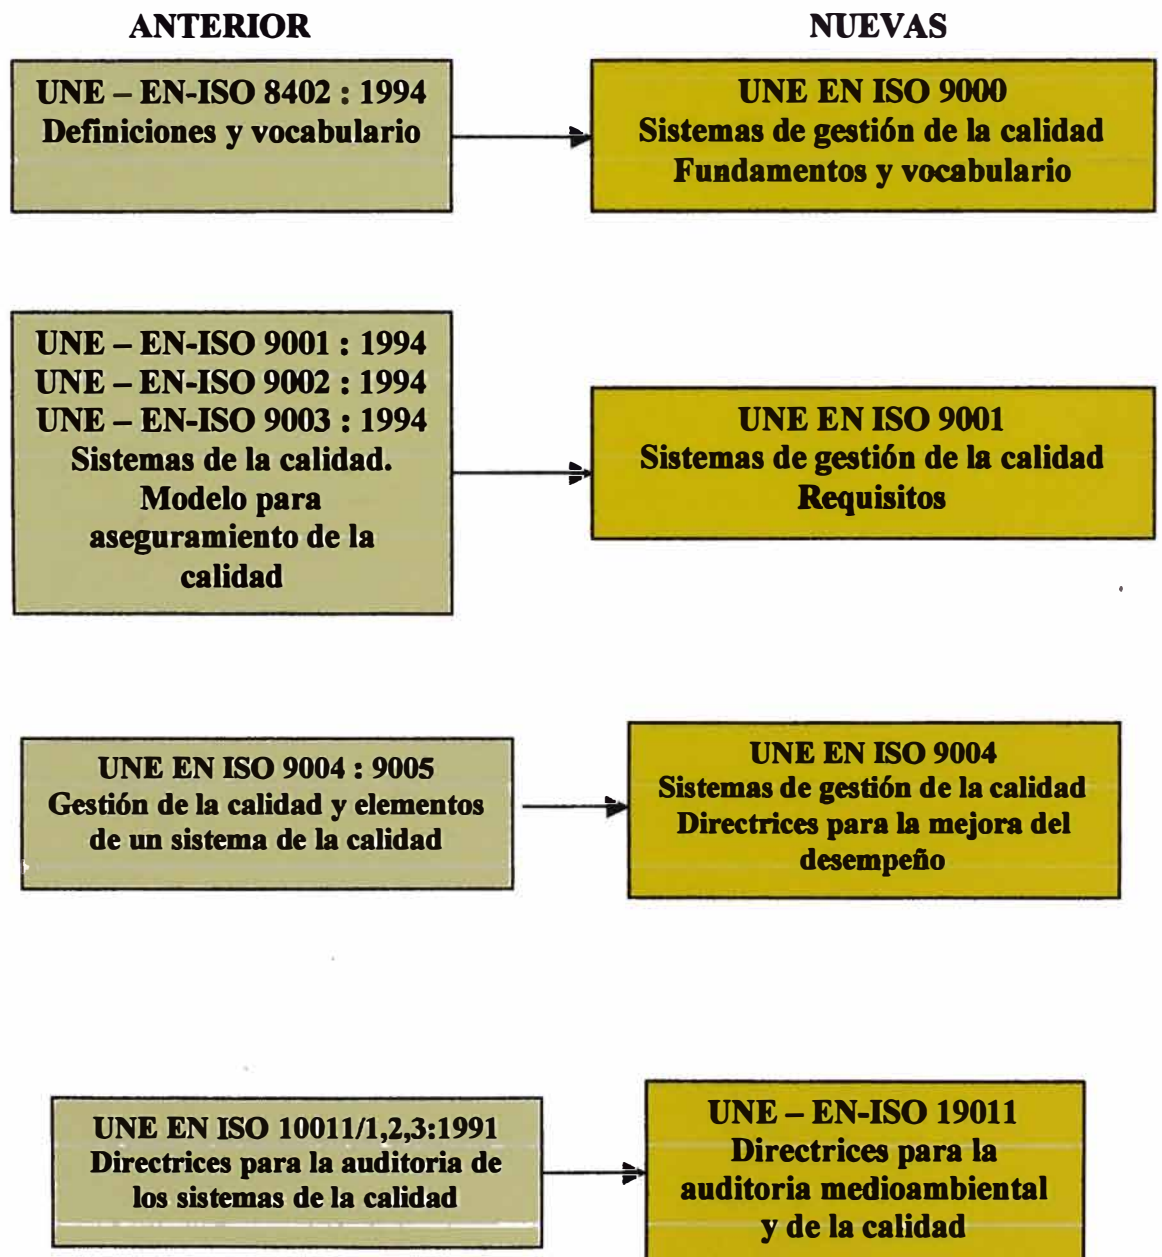 ANTERIOR
NUEVAS
UNE – EN-ISO 8402 : 1994
Definiciones y vocabulario
UNE EN ISO 9000
Sistemas de gestión de la calidad
Fundamentos y vocabulario
UNE – EN-ISO 9001 : 1994
UNE – EN-ISO 9002 : 1994
UNE – EN-ISO 9003 : 1994
Sistemas de la calidad.
Modelo para
aseguramiento de la
calidad
UNE EN ISO 9001
Sistemas de gestión de la calidad
Requisitos
UNE EN ISO 9004 : 9005
Gestión de la calidad y elementos
de un sistema de la calidad
UNE EN ISO 9004
Sistemas de gestión de la calidad
Directrices para la mejora del
desempeño
UNE EN ISO 10011/1,2,3:1991
Directrices para la auditoria de
los sistemas de la calidad
UNE – EN-ISO 19011
Directrices para la
auditoria medioambiental
y de la calidad